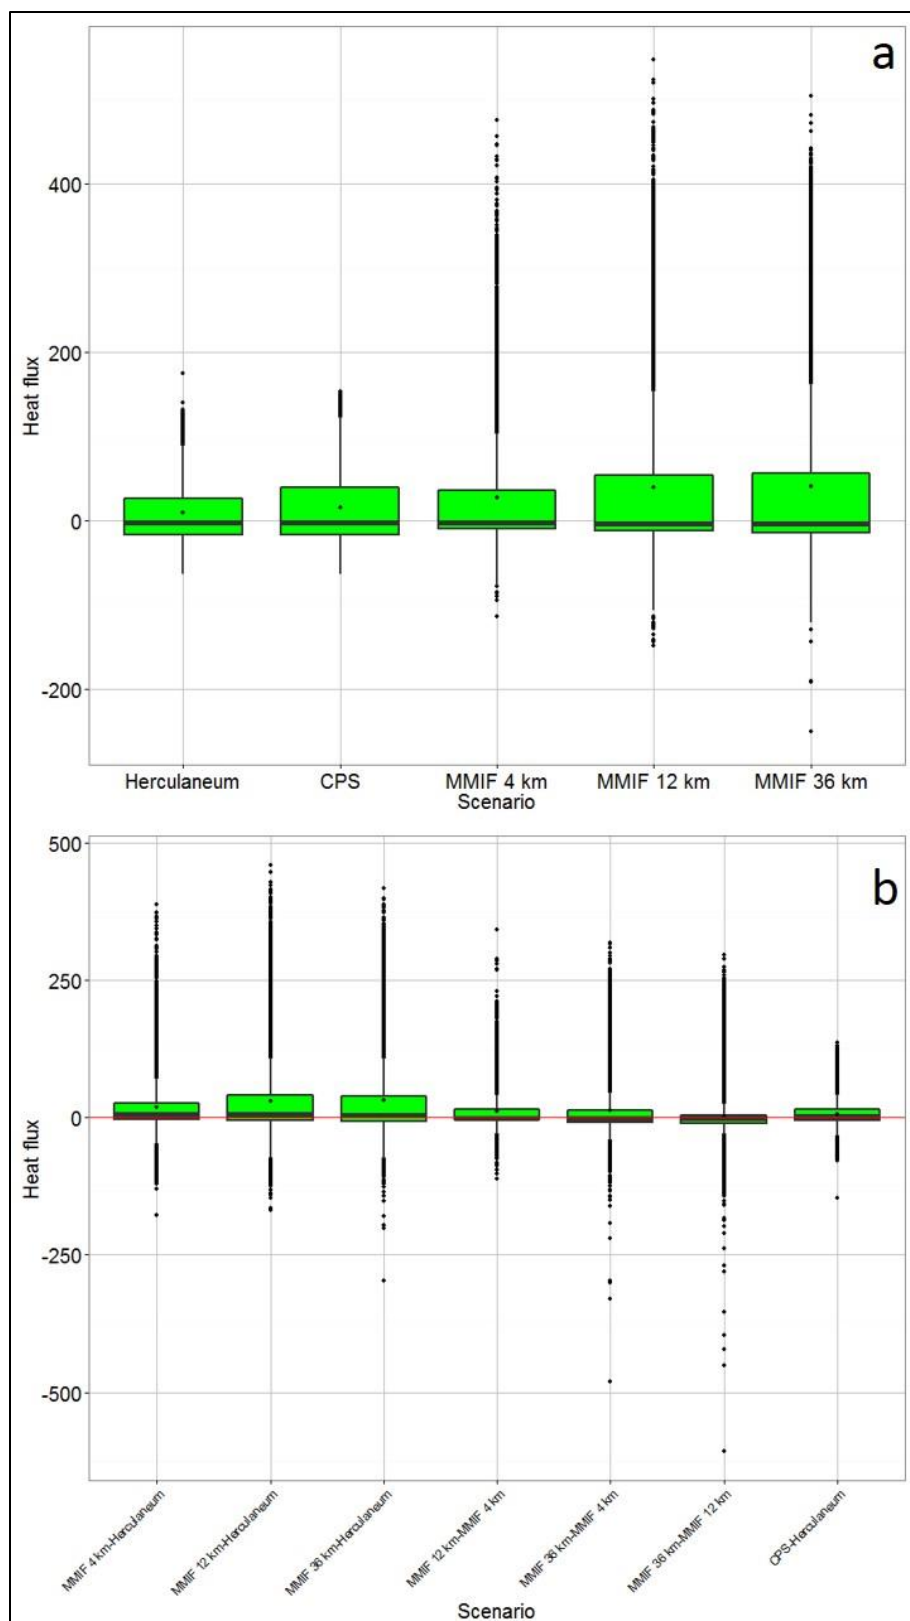 a
400
200
0
-200
Heat flux
Herculaneum CPS MMIF 4 km MMIF 12 km MMIF 36 km
Scenario
b
500
250
0
-250
-500
Heat flux
MMIF 4 km-Herculaneum
MMIF 12 km-Herculaneum
MMIF 36 km-Herculaneum
MMIF 12 km-MMIF 4 km
MMIF 36 km-MMIF 4 km
MMIF 36 km-MMIF 12 km
CPS-Herculaneum
Scenario